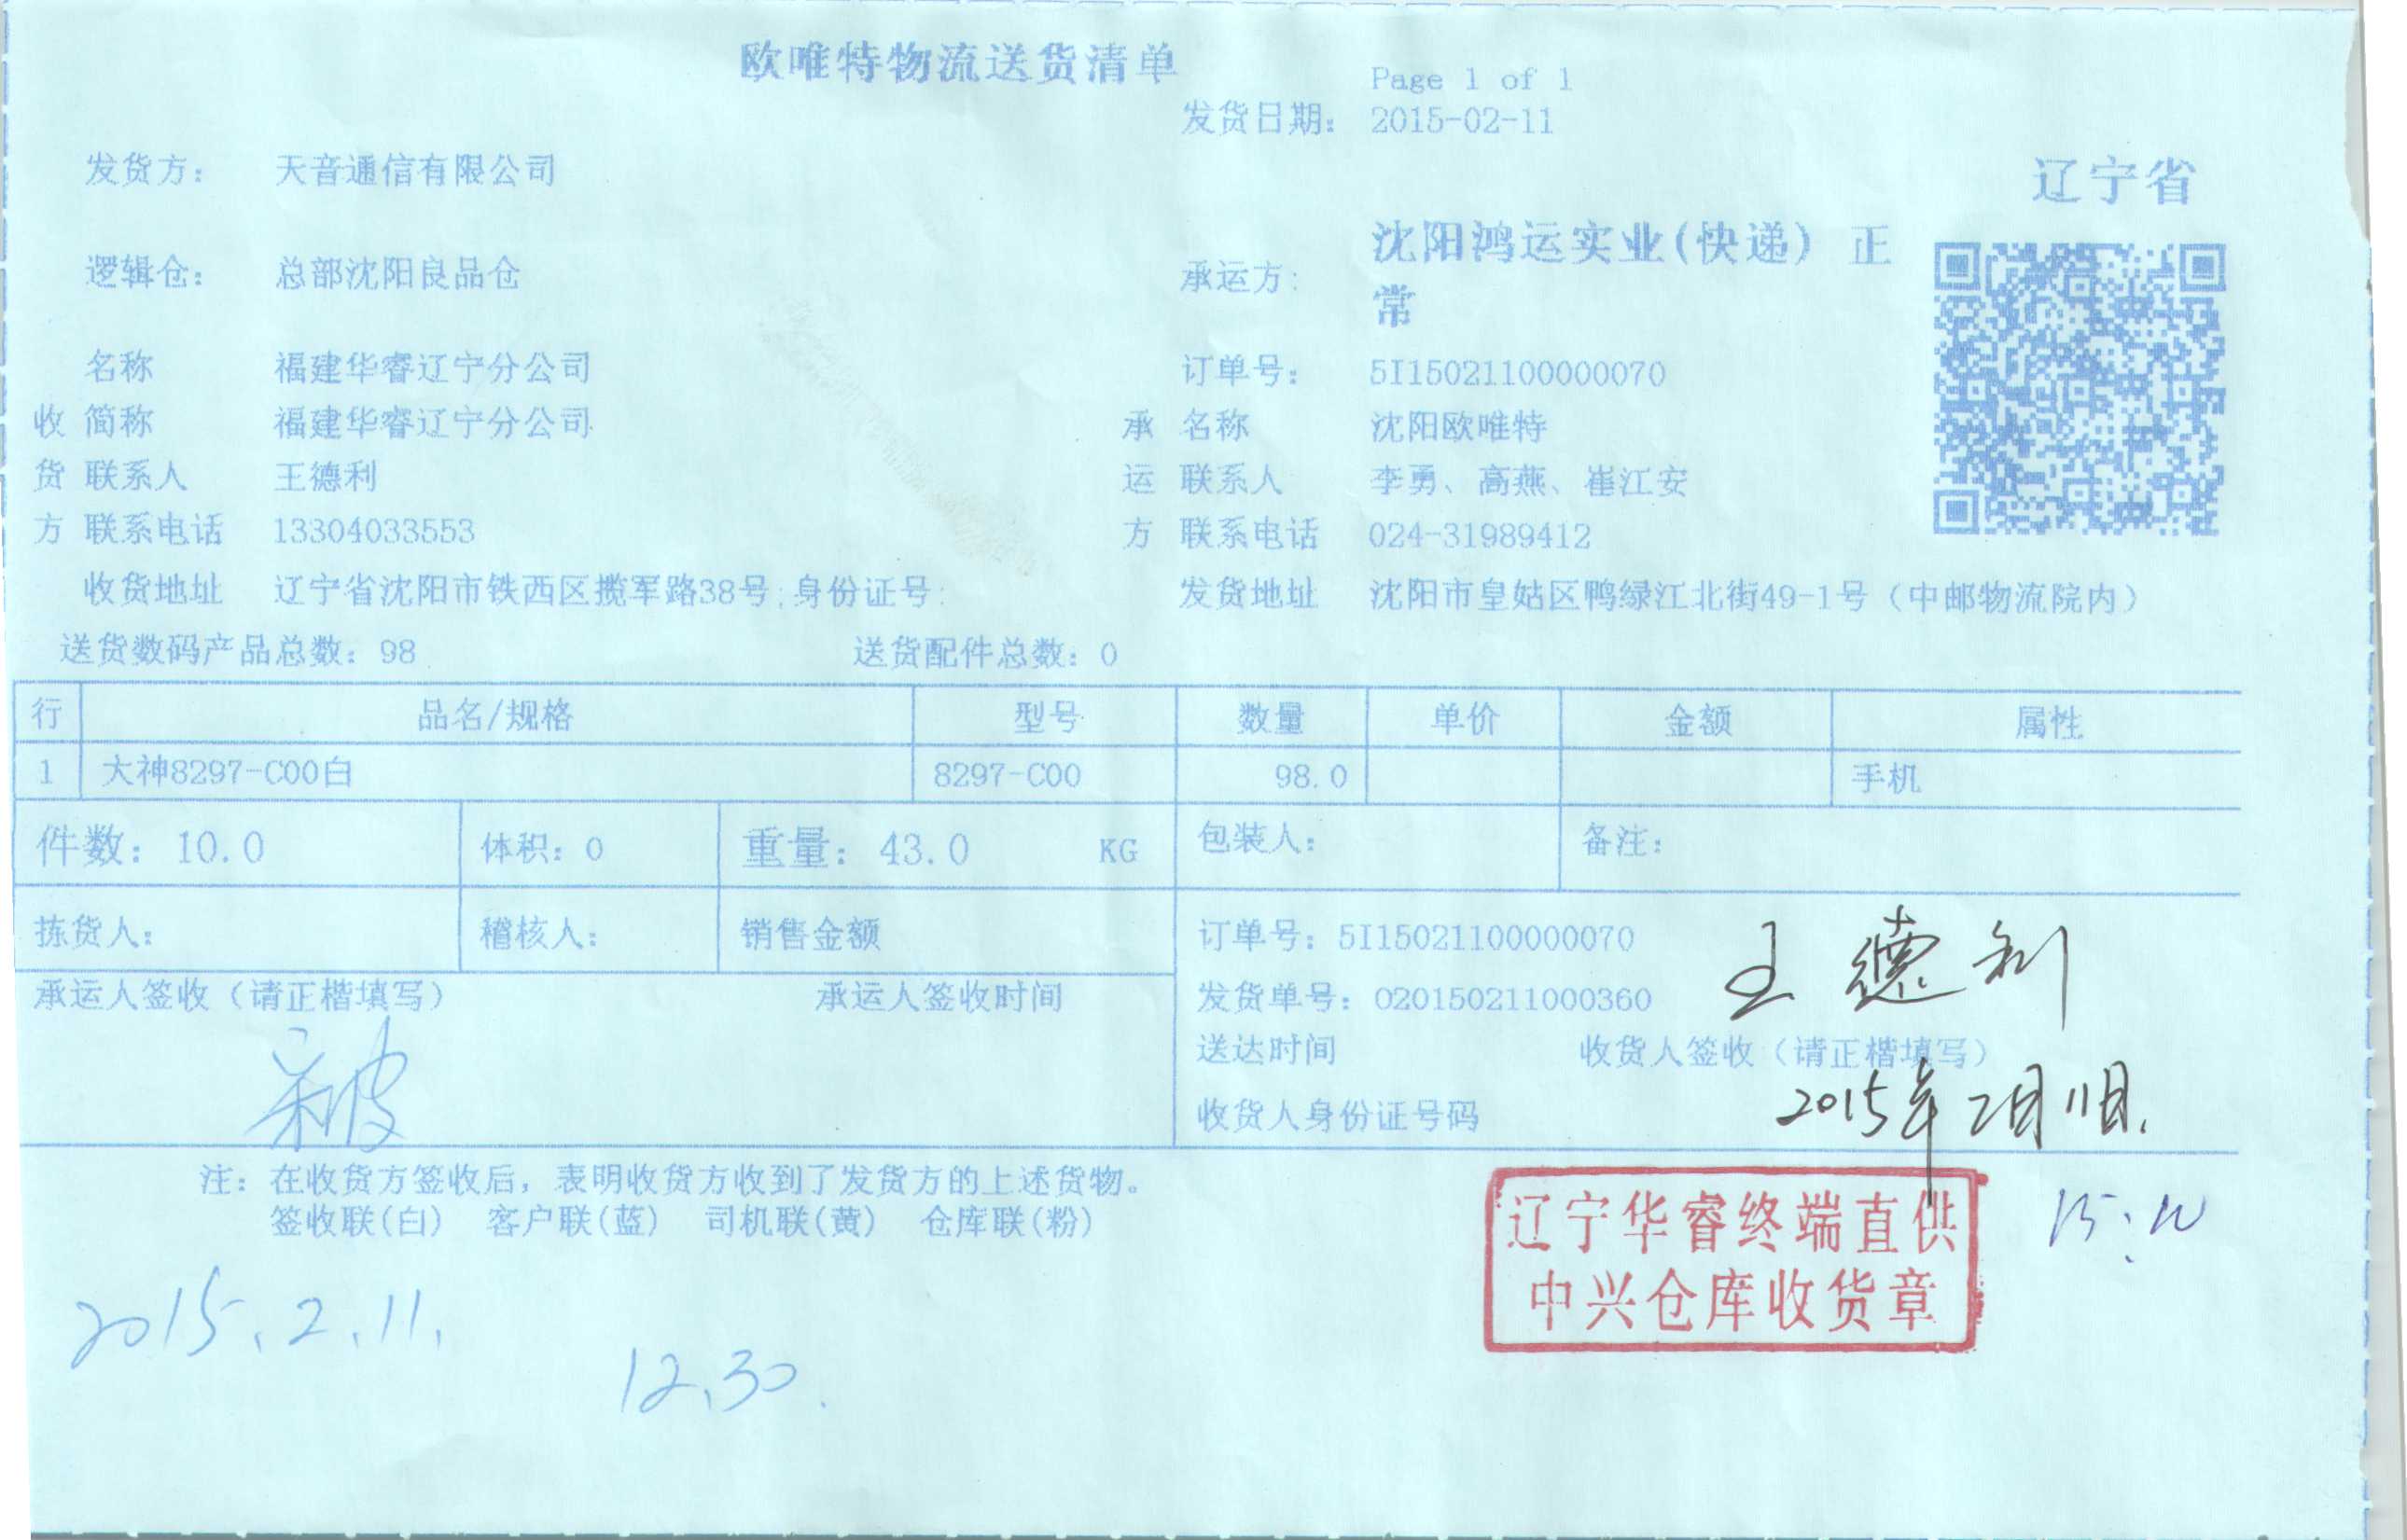 欧唯特物流送货清单
Page 1 of 1
发货日期: 2015-02-11
发货方: 天音通信有限公司
辽宁省
逻辑仓: 总部沈阳良品仓
承运方: 沈阳鸿运实业(快递) 正常
名称 福建华睿辽宁分公司 订单号: 5I15021100000070
收 简称 福建华睿辽宁分公司 承 名称 沈阳欧唯特
货 联系人 王德利 运 联系人 李勇、高燕、崔江安
方 联系电话 13304033553 方 联系电话 024-31989412
收货地址 辽宁省沈阳市铁西区揽军路38号;身份证号: 发货地址 沈阳市皇姑区鸭绿江北街49-1号（中邮物流院内）
送货数码产品总数: 98 送货配件总数: 0
行 品名/规格 型号 数量 单价 金额 属性
1 大神8297-C00白 8297-C00 98.0 手机
件数: 10.0 体积: 0 重量: 43.0 KG 包装人: 备注:
拣货人: 稽核人: 销售金额 订单号: 5I15021100000070
王德利
承运人签收（请正楷填写） 承运人签收时间 发货单号: O20150211000360
送达时间 收货人签收（请正楷填写）
2015年2月11日.
收货人身份证号码
注: 在收货方签收后，表明收货方收到了发货方的上述货物。
签收联(白) 客户联(蓝) 司机联(黄) 仓库联(粉)
辽宁华睿终端直供
中兴仓库收货章
2015.2.11.
12.30.